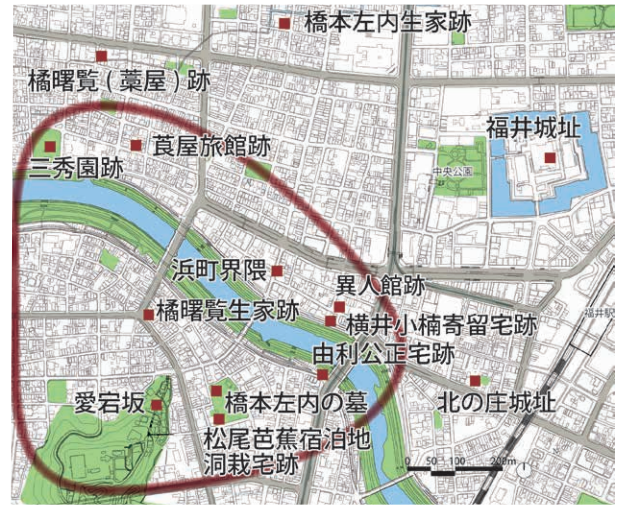 橋本左内生家跡
橘曙覧(藁屋)跡
福井城址
莨屋旅館跡
三秀園跡
中央公園
浜町界隈
異人館跡
橘曙覧生家跡
横井小楠寄留宅跡
福井駅
由利公正宅跡
愛宕坂
橋本左内の墓
北の庄城址
松尾芭蕉宿泊地
洞栽宅跡
0 50 100 200m